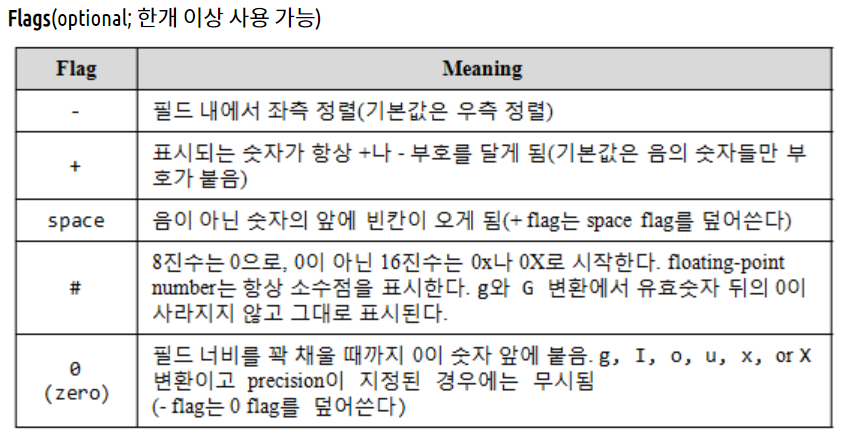 Flags(optional; 한개 이상 사용 가능)
Flag Meaning
- 필드 내에서 좌측 정렬(기본값은 우측 정렬)
+ 표시되는 숫자가 항상 +나 - 부호를 달게 됨(기본값은 음의 숫자들만 부
호가 붙음)
space 음이 아닌 숫자의 앞에 빈칸이 오게 됨(+ flag는 space flag를 덮어쓴다)
# 8진수는 0으로, 0이 아닌 16진수는 0x나 0X로 시작한다. floating-point
number는 항상 소수점을 표시한다. g와 G 변환에서 유효숫자 뒤의 0이
사라지지 않고 그대로 표시된다.
0
(zero)
필드 너비를 꽉 채울 때까지 0이 숫자 앞에 붙음. g, I, o, u, x, or X
변환이고 precision이 지정된 경우에는 무시됨
(- flag는 0 flag를 덮어쓴다)